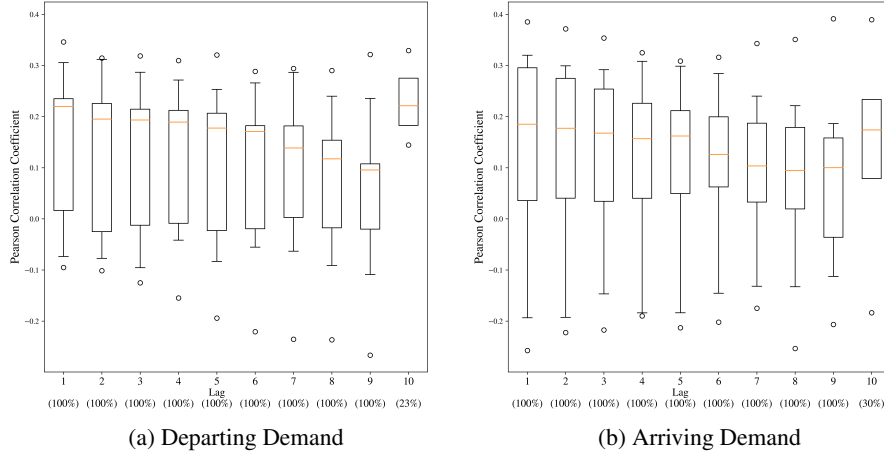 0.4
0.3
0.2
0.1
0.0
−0.1
−0.2
Pearson Correlation Coefficient
1 2 3 4 5 6 7 8 9 10
Lag
(100%) (100%) (100%) (100%) (100%) (100%) (100%) (100%) (100%) (23%)
(a) Departing Demand
0.4
0.3
0.2
0.1
0.0
−0.1
−0.2
Pearson Correlation Coefficient
1 2 3 4 5 6 7 8 9 10
Lag
(100%) (100%) (100%) (100%) (100%) (100%) (100%) (100%) (100%) (30%)
(b) Arriving Demand